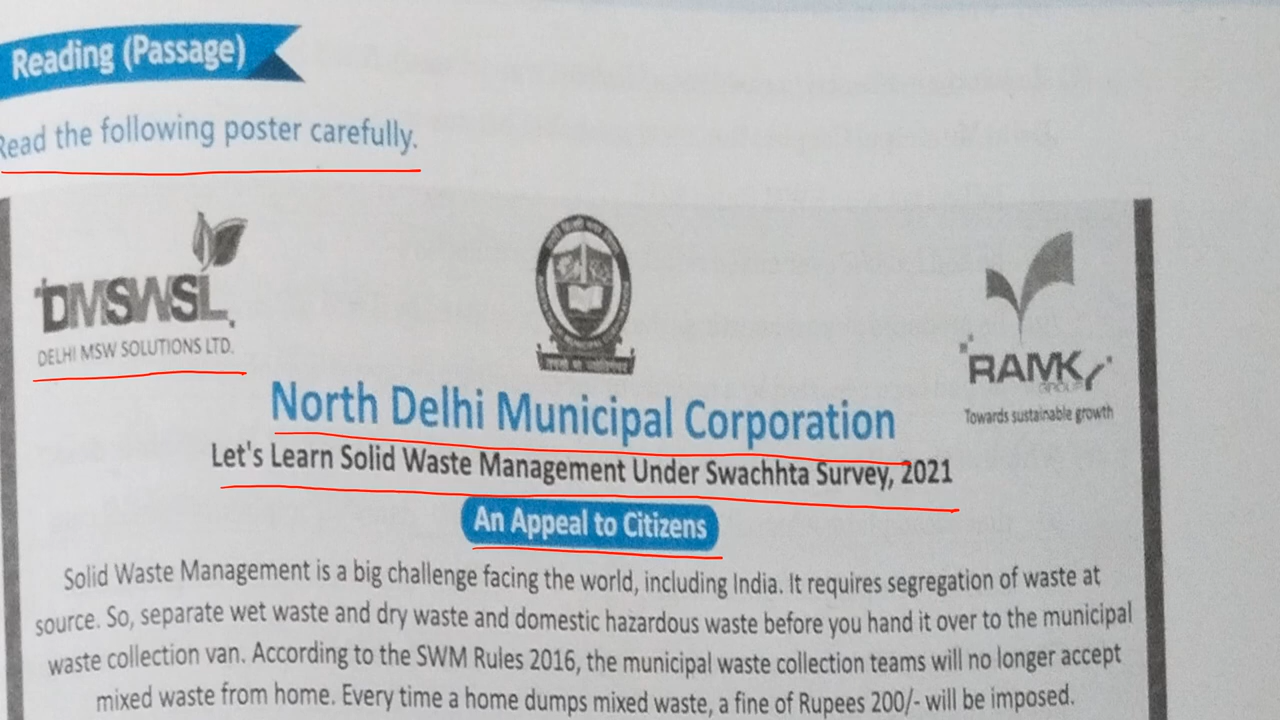 Reading (Passage)
Read the following poster carefully.
DMSWSL
DELHI MSW SOLUTIONS LTD.
RAMKY
GROUP
Towards sustainable growth
North Delhi Municipal Corporation
Let's Learn Solid Waste Management Under Swachhta Survey, 2021
An Appeal to Citizens
Solid Waste Management is a big challenge facing the world, including India. It requires segregation of waste at
source. So, separate wet waste and dry waste and domestic hazardous waste before you hand it over to the municipal
waste collection van. According to the SWM Rules 2016, the municipal waste collection teams will no longer accept
mixed waste from home. Every time a home dumps mixed waste, a fine of Rupees 200/- will be imposed.